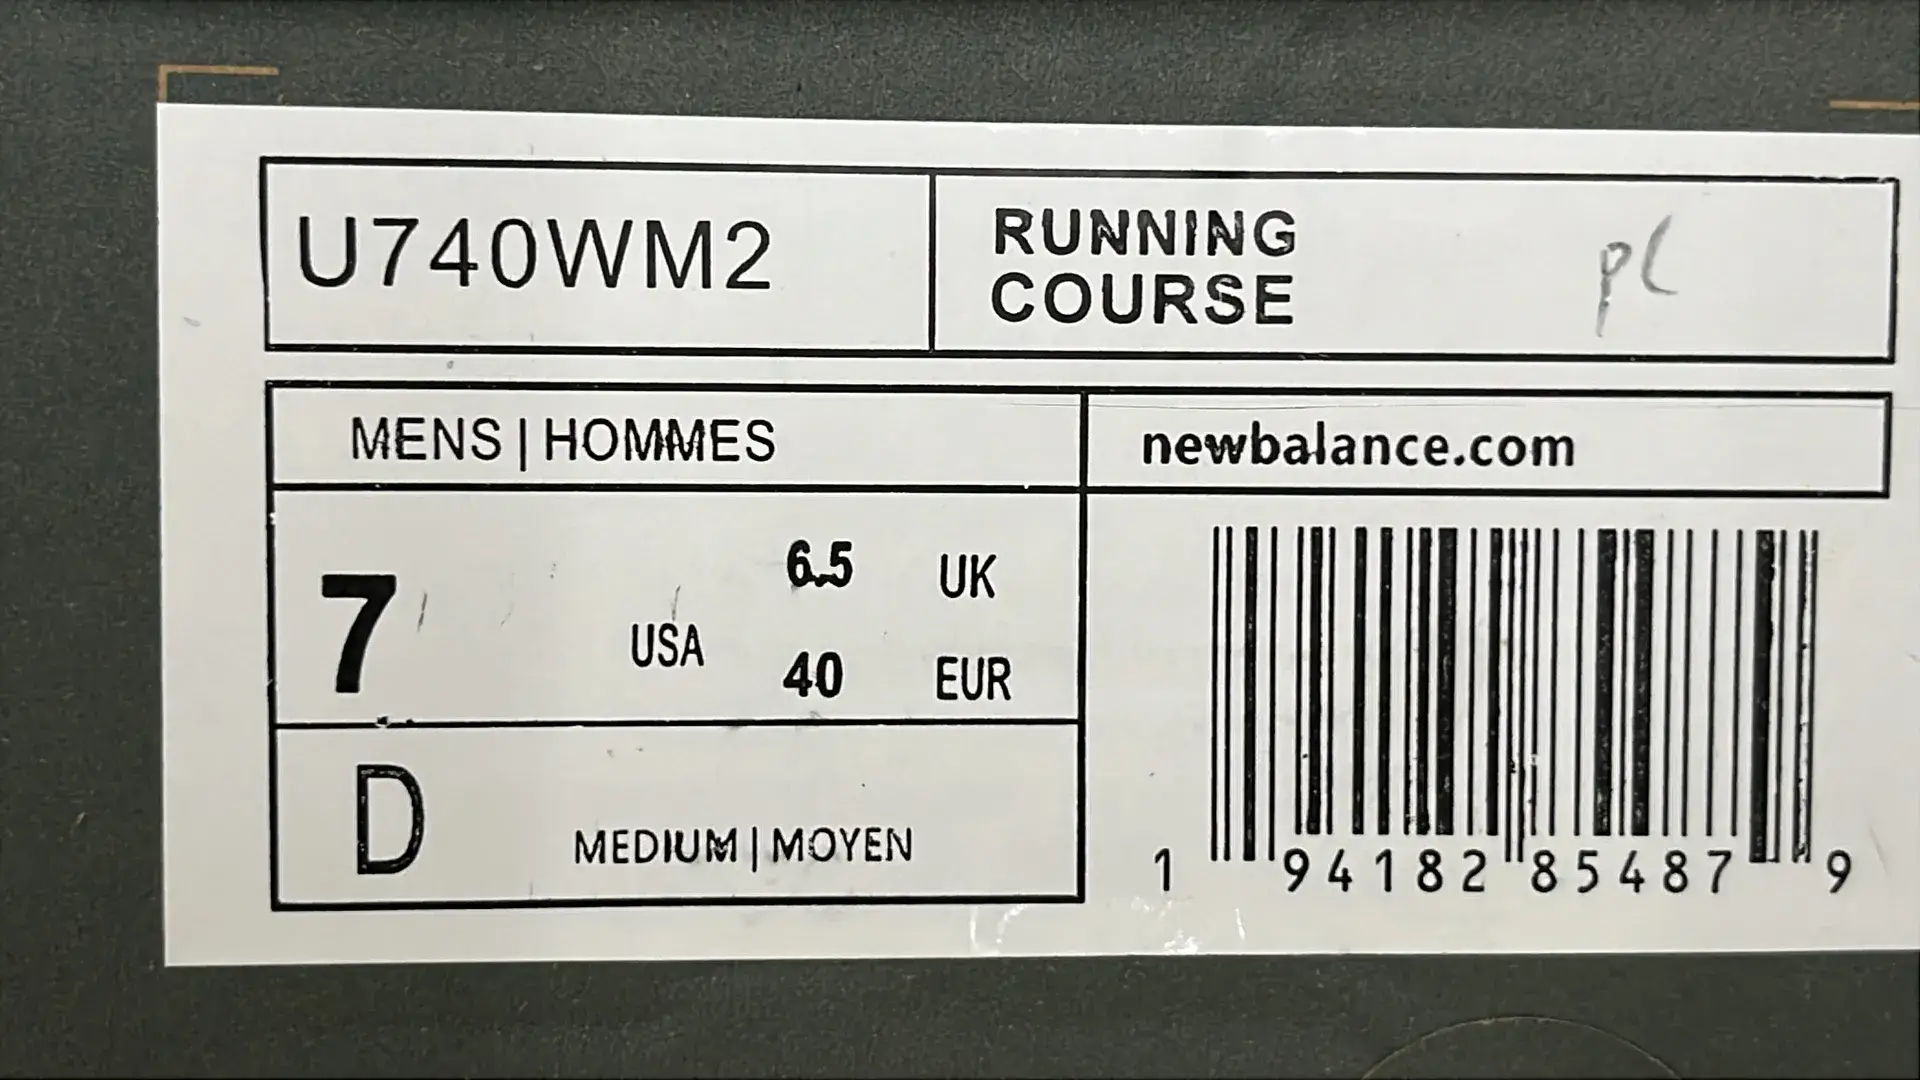 U740WM2
RUNNING
COURSE
MENS | HOMMES
newbalance.com
7 USA
6.5 UK
40 EUR
D MEDIUM | MOYEN
1 94182 85487 9